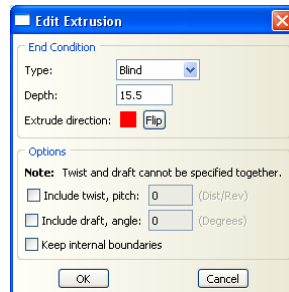 Edit Extrusion
End Condition
Type: Blind
Depth: 15.5
Extrude direction: Flip
Options
Note: Twist and draft cannot be specified together.
Include twist, pitch: 0 (Dist/Rev)
Include draft, angle: 0 (Degrees)
Keep internal boundaries
OK Cancel